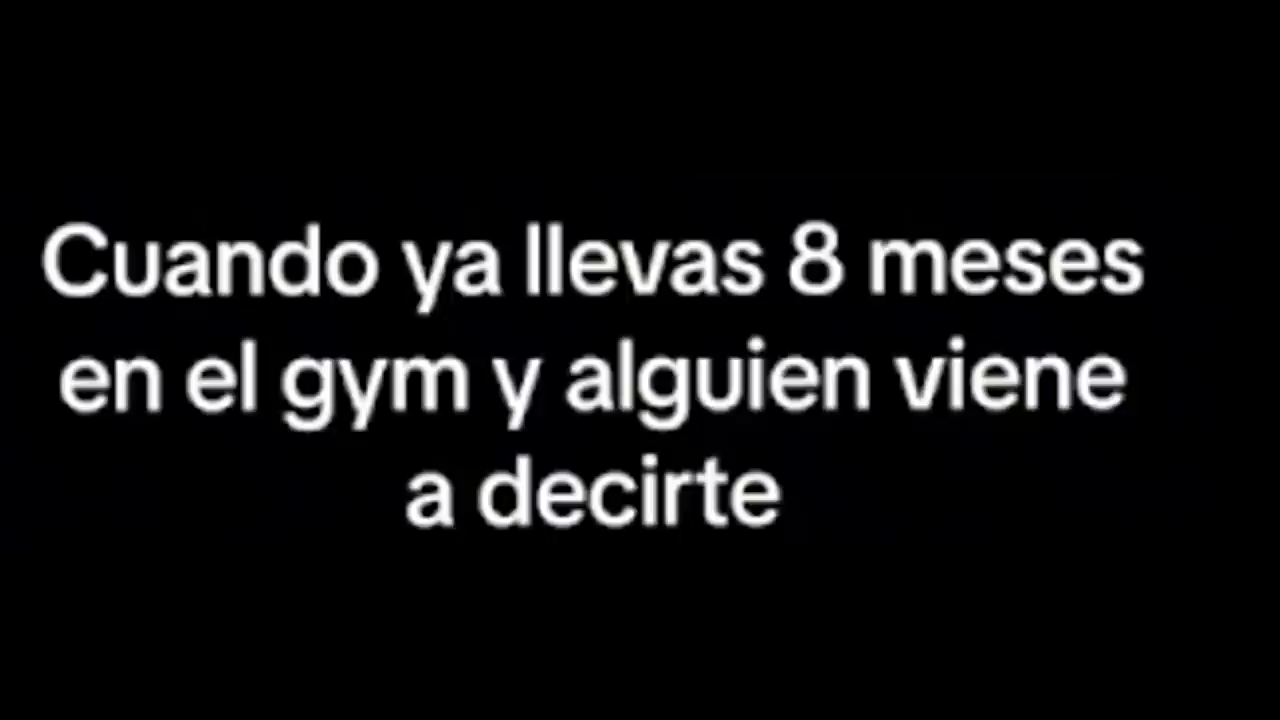 Cuando ya llevas 8 meses
en el gym y alguien viene
a decirte